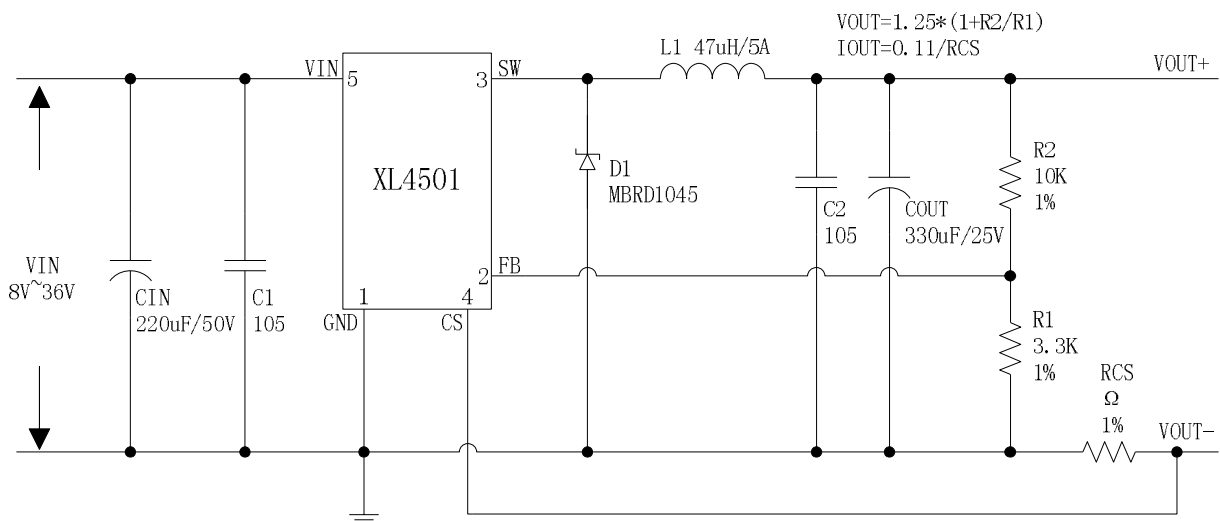 VOUT=1.25*(1+R2/R1)
IOUT=0.11/RCS
L1 47uH/5A
VIN
5
3
SW
VOUT+
XL4501
D1
MBRD1045
R2
10K
1%
C2
105
COUT
330uF/25V
VIN
8V~36V
CIN
220uF/50V
C1
105
2
FB
1
4
GND
CS
R1
3.3K
1%
RCS
Ω
1%
VOUT-